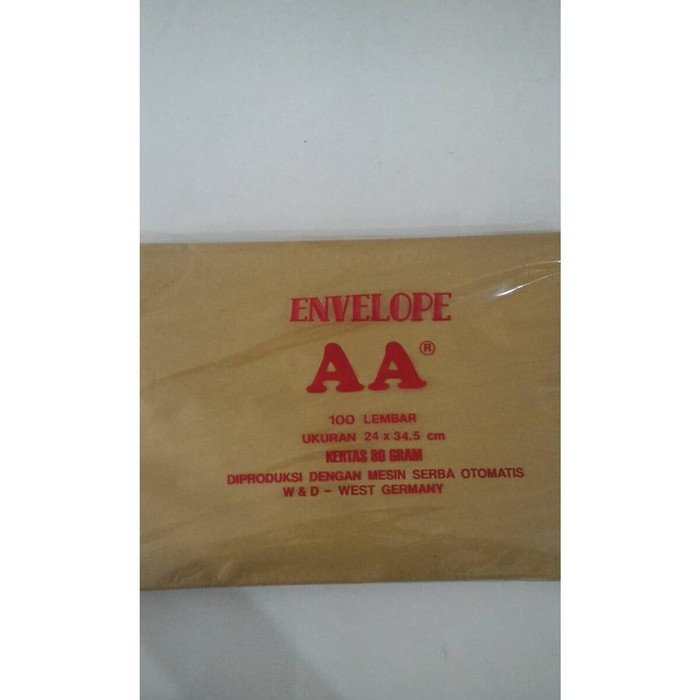 ENVELOPE
AA®
100 LEMBAR
UKURAN 24 x 34.5 cm
KERTAS 80 GRAM
DIPRODUKSI DENGAN MESIN SERBA OTOMATIS
W & D - WEST GERMANY